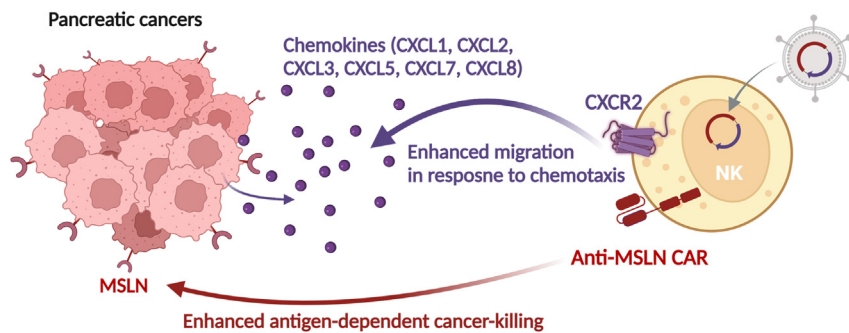 Pancreatic cancers
Chemokines (CXCL1, CXCL2,
CXCL3, CXCL5, CXCL7, CXCL8)
CXCR2
Enhanced migration
in resposne to chemotaxis
NK
Anti-MSLN CAR
MSLN
Enhanced antigen-dependent cancer-killing